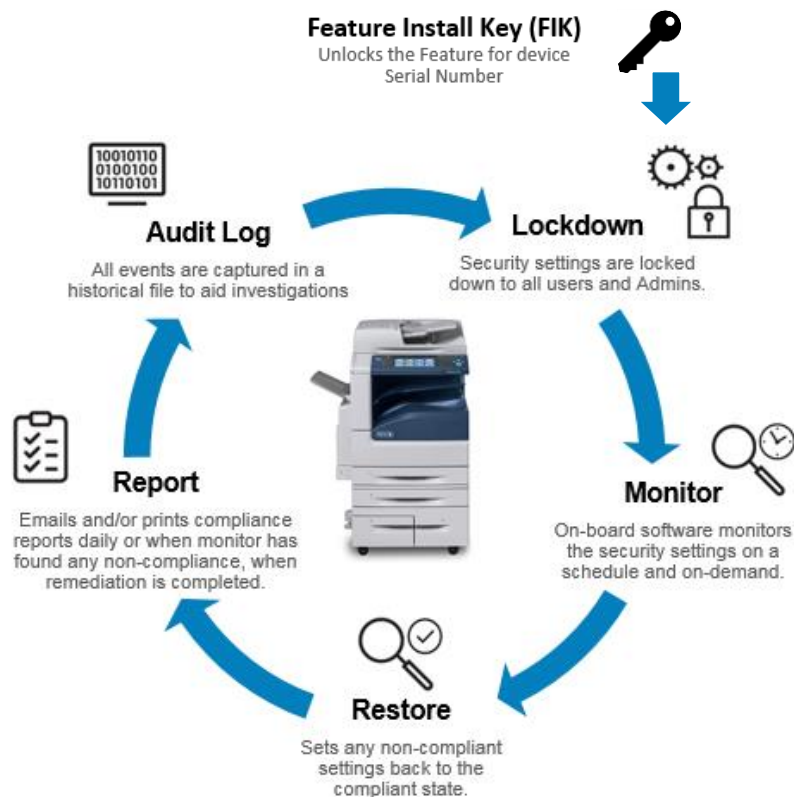 Feature Install Key (FIK)
Unlocks the Feature for device
Serial Number
10010110
0100100
10110101
Audit Log
All events are captured in a
historical file to aid investigations
Lockdown
Security settings are locked
down to all users and Admins.
Monitor
On-board software monitors
the security settings on a
schedule and on-demand.
Restore
Sets any non-compliant
settings back to the
compliant state.
Report
Emails and/or prints compliance
reports daily or when monitor has
found any non-compliance, when
remediation is completed.